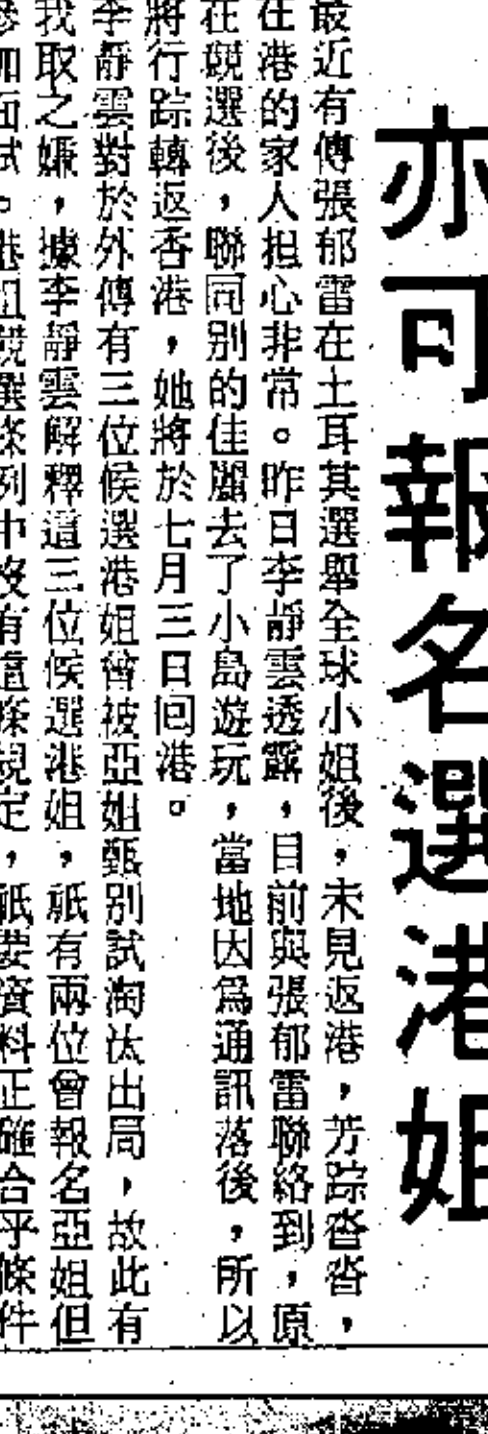 亦可報名選港姐
最近有傳張郁雷在土耳其選舉全球小姐後，未見返港，芳踪沓沓，
在港的家人担心非常。昨日李靜雲透露，目前與張郁雷聯絡到，原
在競選後，聯同別的佳麗去了小島遊玩，當地因爲通訊落後，所以
將行踪轉返香港，她將於七月三日回港。
李靜雲對於外傳有三位候選港姐曾被亞姐甄別試淘汰出局，故此有
我取之嫌，據李靜雲解釋這三位候選港姐，祇有兩位曾報名亞姐但
參加面試。港姐競選條例中沒有這條規定，祇要資料正確合乎條件